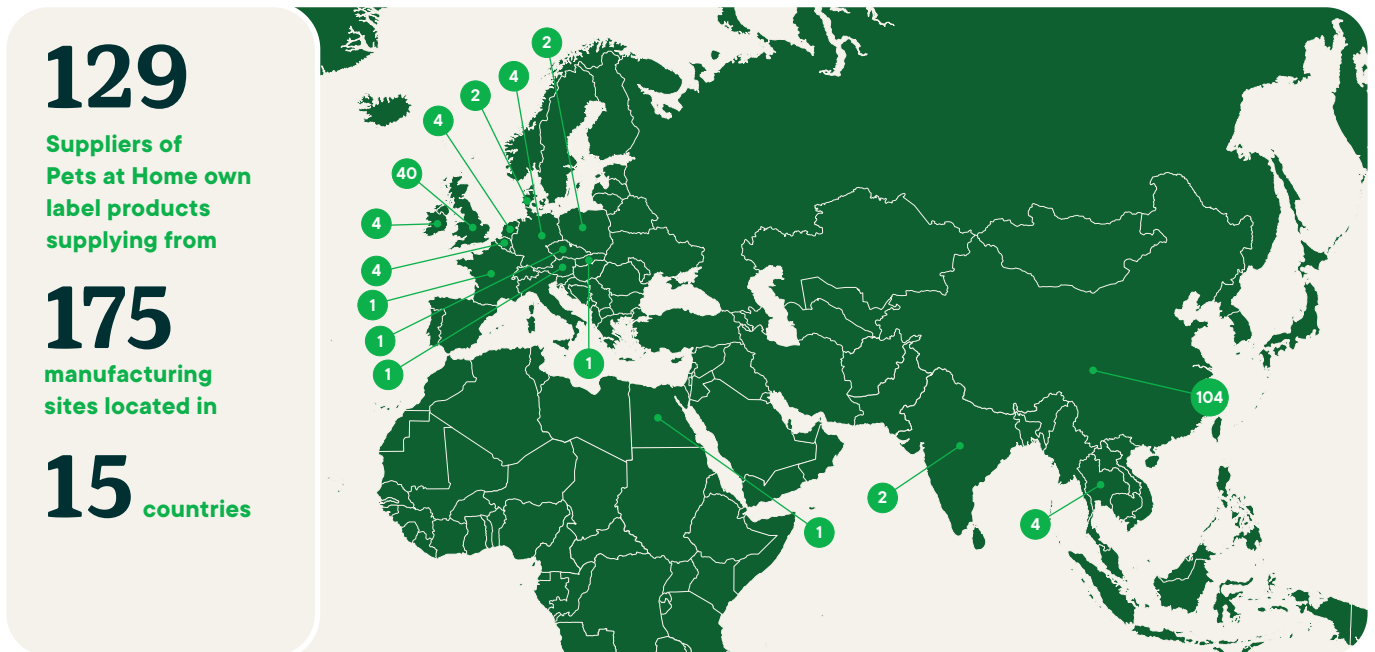 129
Suppliers of
Pets at Home own
label products
supplying from
175
manufacturing
sites located in
15 countries
2
4
2
4
40
4
4
1
1
1
1
104
2
4
1